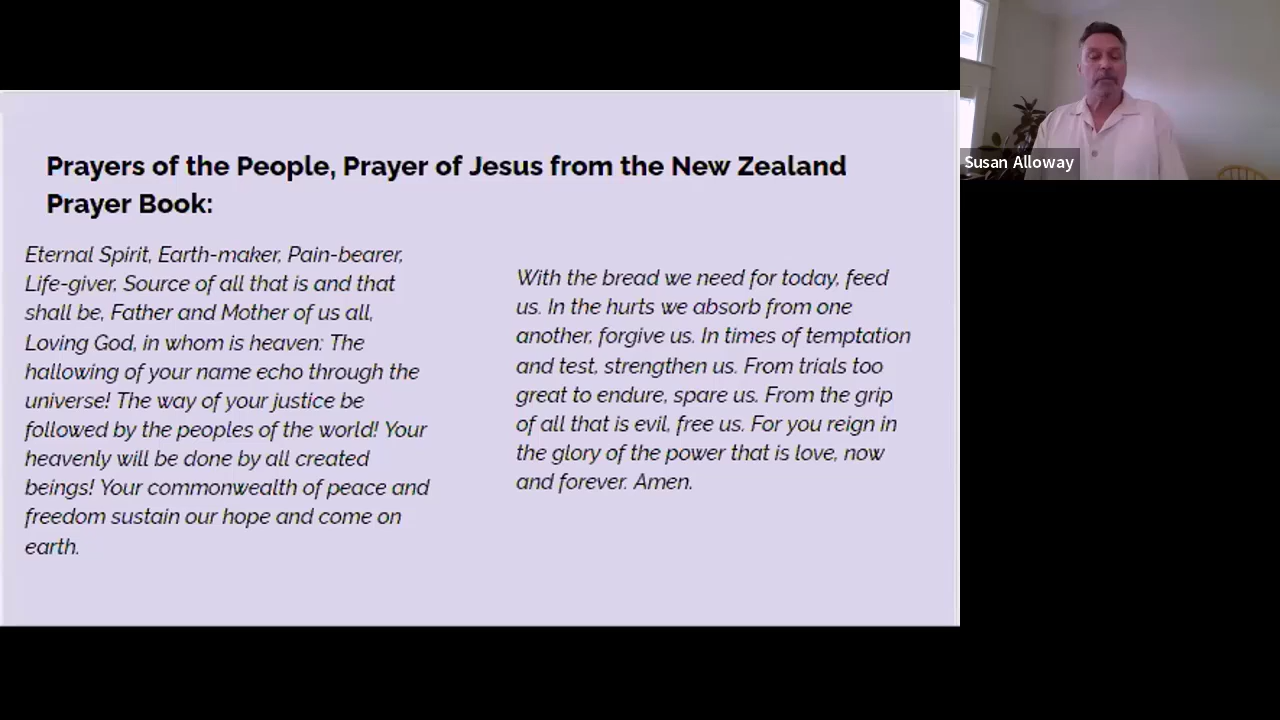 Prayers of the People, Prayer of Jesus from the New Zealand
Prayer Book:
Eternal Spirit, Earth-maker, Pain-bearer,
Life-giver, Source of all that is and that
shall be, Father and Mother of us all,
Loving God, in whom is heaven: The
hallowing of your name echo through the
universe! The way of your justice be
followed by the peoples of the world! Your
heavenly will be done by all created
beings! Your commonwealth of peace and
freedom sustain our hope and come on
earth.
With the bread we need for today, feed
us. In the hurts we absorb from one
another, forgive us. In times of temptation
and test, strengthen us. From trials too
great to endure, spare us. From the grip
of all that is evil, free us. For you reign in
the glory of the power that is love, now
and forever. Amen.
Susan Alloway